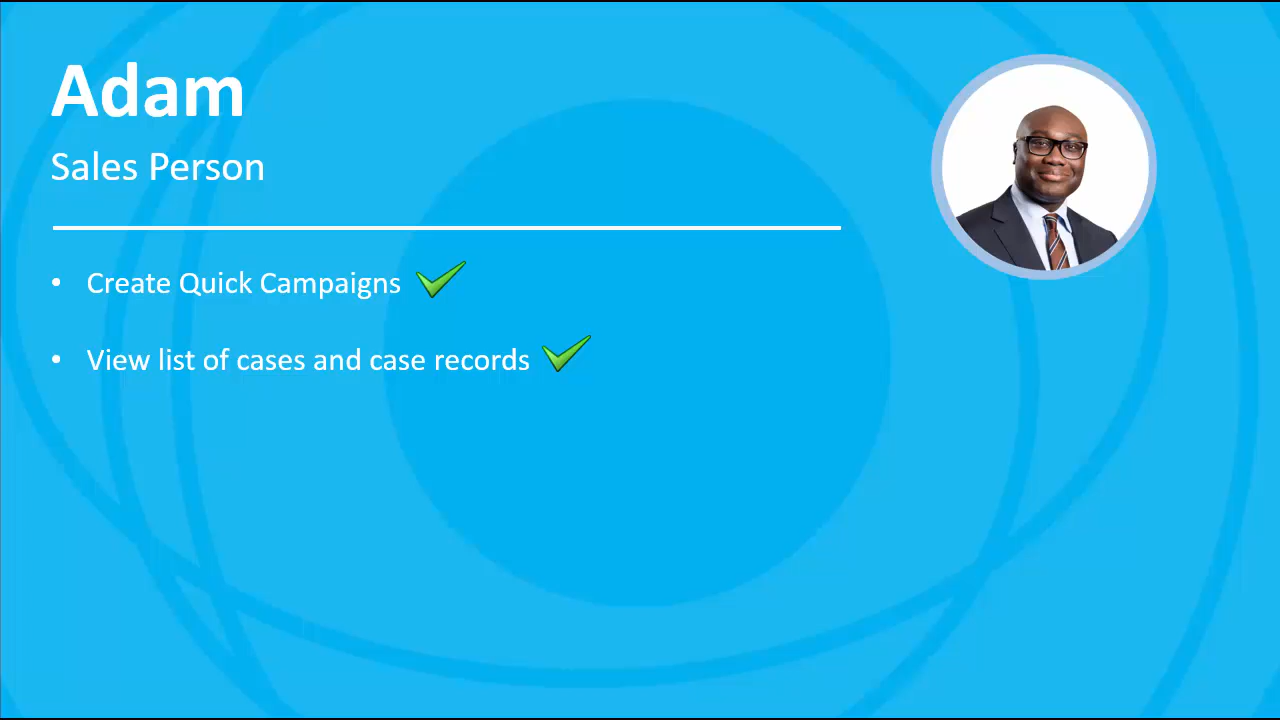 Adam
Sales Person
• Create Quick Campaigns
• View list of cases and case records